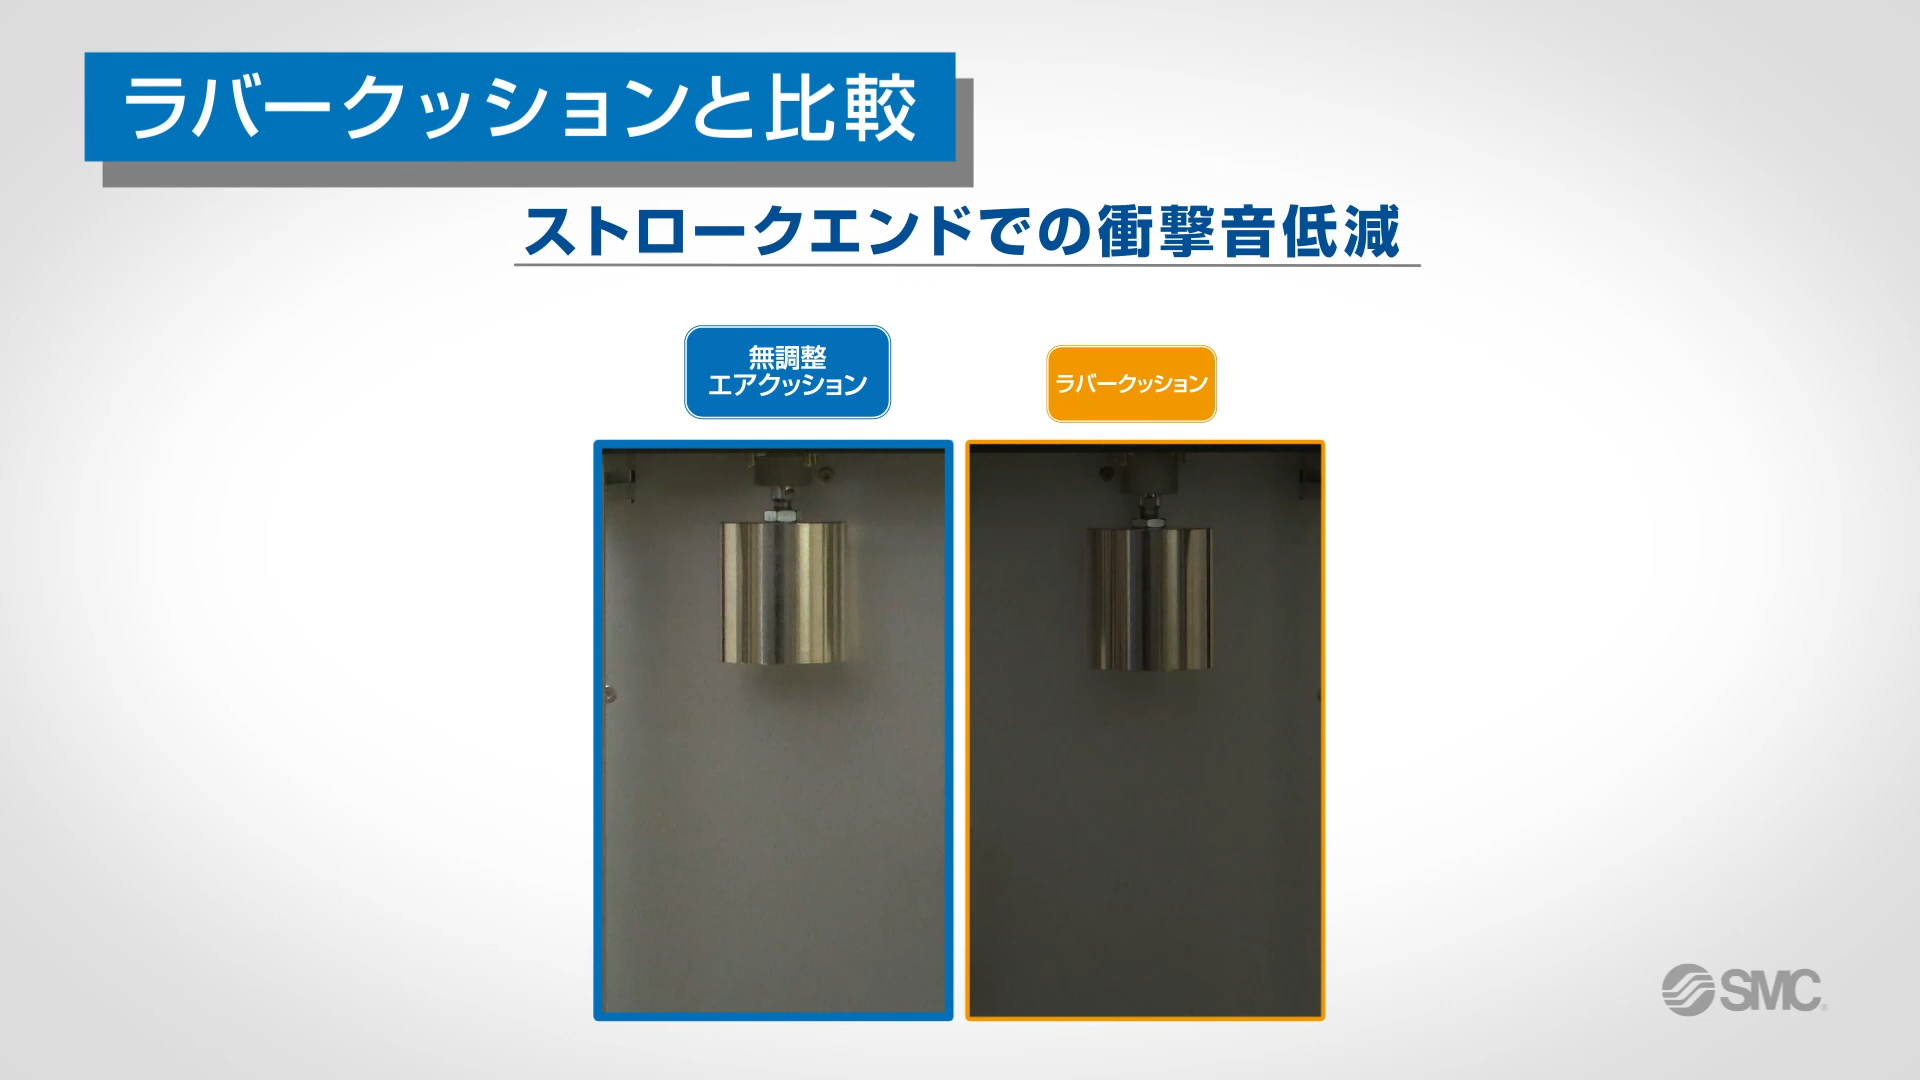 ラバークッションと比較
ストロークエンドでの衝撃音低減
無調整
エアクッション
ラバークッション
SMC